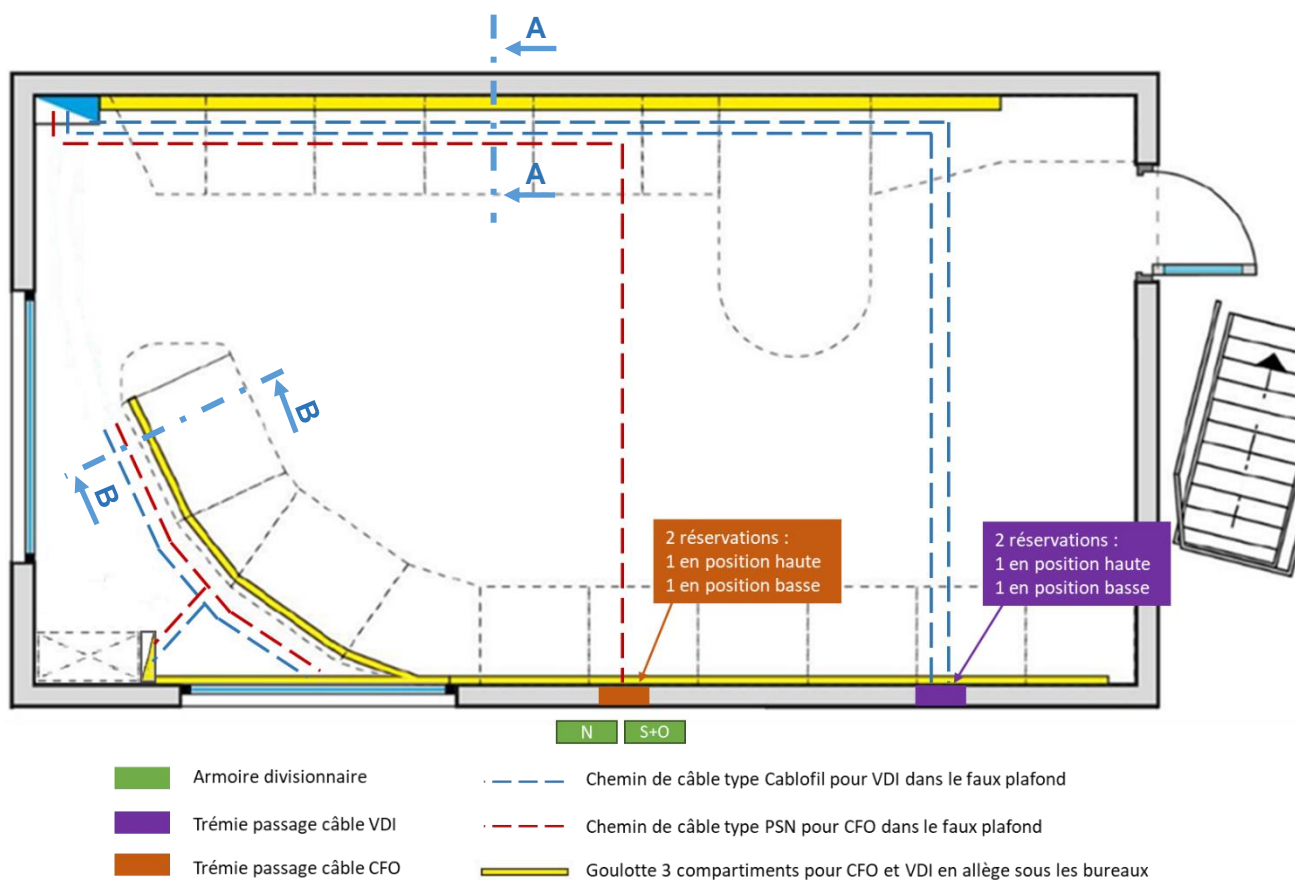 A
A
B
B
2 réservations :
1 en position haute
1 en position basse
2 réservations :
1 en position haute
1 en position basse
N
S+O
Armoire divisionnaire
Chemin de câble type Cablofil pour VDI dans le faux plafond
Trémie passage câble VDI
Chemin de câble type PSN pour CFO dans le faux plafond
Trémie passage câble CFO
Goulotte 3 compartiments pour CFO et VDI en allège sous les bureaux